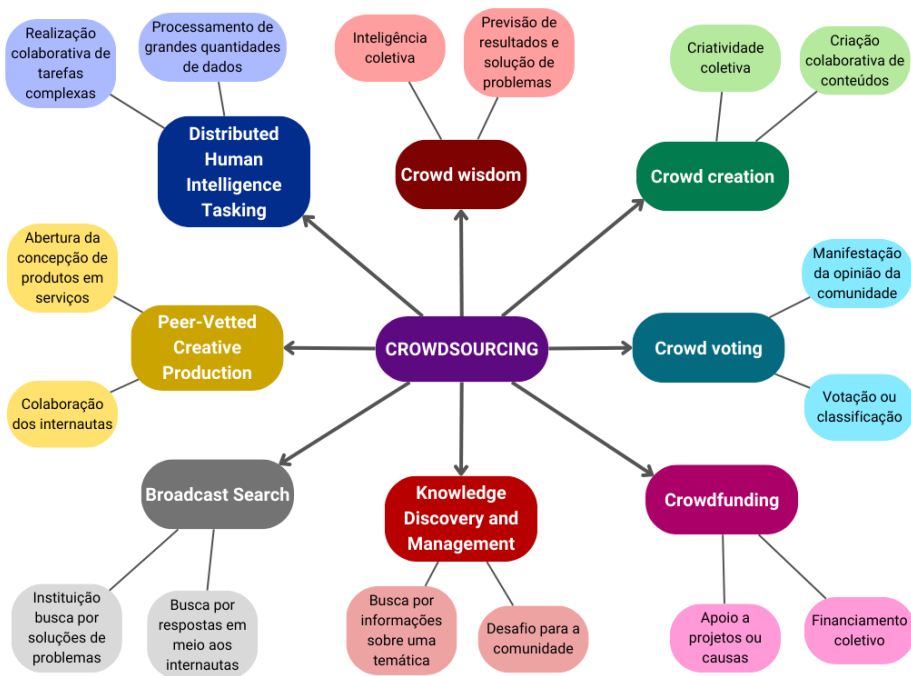 Realização
colaborativa de
tarefas
complexas
Processamento de
grandes quantidades
de dados
Distributed
Human
Intelligence
Tasking
Inteligência
coletiva
Previsão de
resultados e
solução de
problemas
Crowd wisdom
Criatividade
coletiva
Criação
colaborativa de
conteúdos
Crowd creation
Abertura da
concepção de
produtos em
serviços
Peer-Vetted
Creative
Production
Colaboração
dos internautas
CROWDSOURCING
Manifestação
da opinião da
comunidade
Crowd voting
Votação ou
classificação
Broadcast Search
Instituição
busca por
soluções de
problemas
Busca por
respostas em
meio aos
internautas
Knowledge
Discovery and
Management
Busca por
informações
sobre uma
temática
Desafio para a
comunidade
Crowdfunding
Apoio a
projetos ou
causas
Financiamento
coletivo